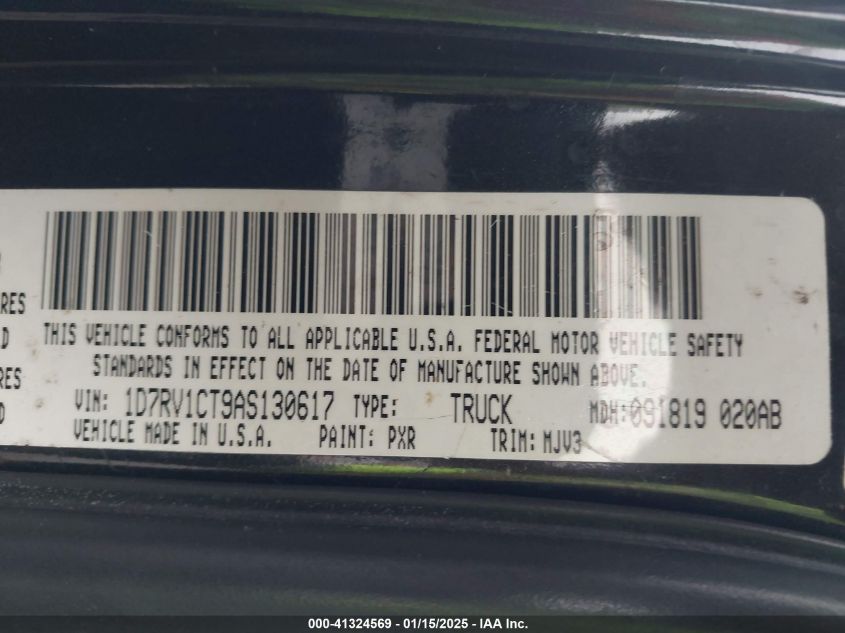 RES
D
RES
D
THIS VEHICLE CONFORMS TO ALL APPLICABLE U.S.A. FEDERAL MOTOR VEHICLE SAFETY
STANDARDS IN EFFECT ON THE DATE OF MANUFACTURE SHOWN ABOVE.
VIN: 1D7RV1CT9AS130617 TYPE: TRUCK MDH:091819 020AB
VEHICLE MADE IN U.S.A. PAINT: PXR TRIM: MJV3
000-41324569 - 01/15/2025 - IAA Inc.